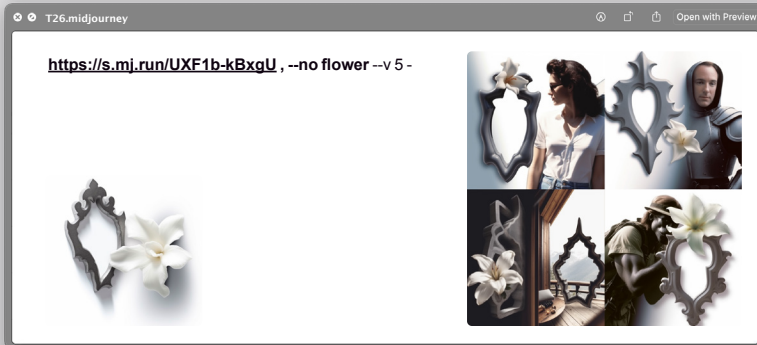 T26.midjourney
Open with Preview
https://s.mj.run/UXF1b-kBxgU , --no flower --v 5 -